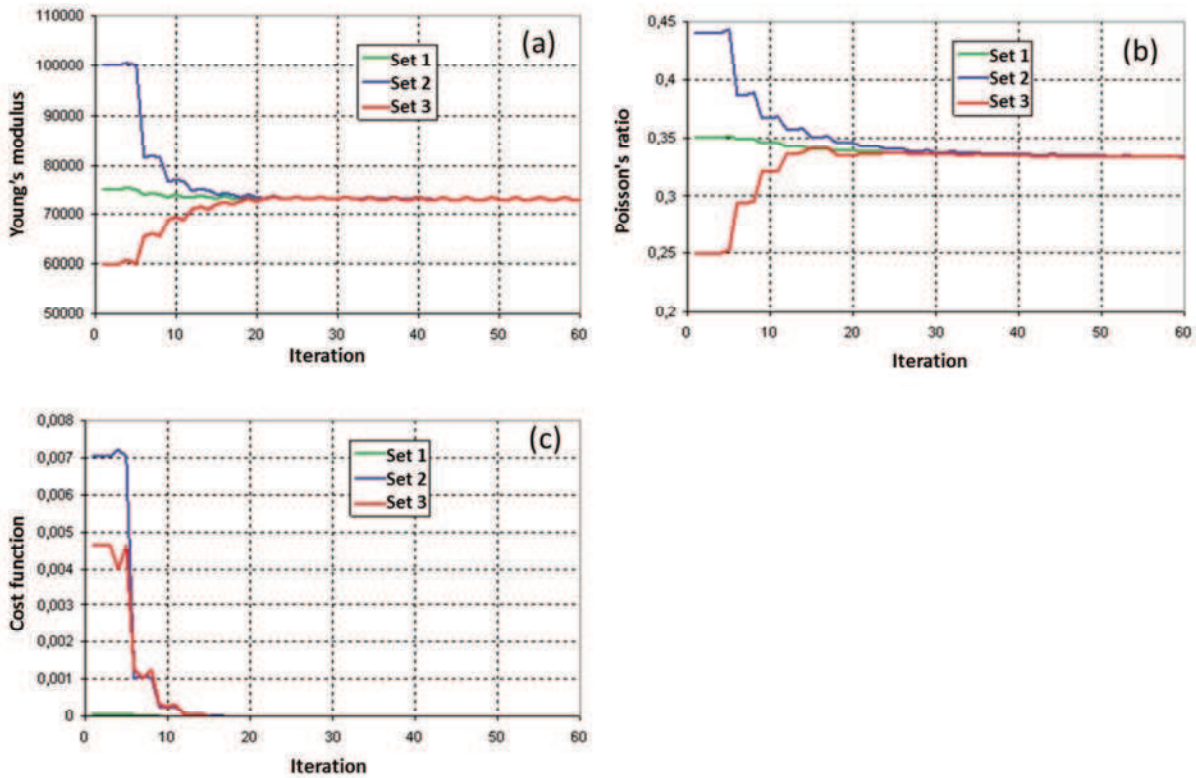 110000
100000
90000
80000
70000
60000
50000
Young's modulus
0
10
20
30
40
50
60
Iteration
(a)
Set 1
Set 2
Set 3
0,45
0,4
0,35
0,3
0,25
0,2
Poisson's ratio
0
10
20
30
40
50
60
Iteration
(b)
Set 1
Set 2
Set 3
0,008
0,007
0,006
0,005
0,004
0,003
0,002
0,001
0
Cost function
0
10
20
30
40
50
60
Iteration
(c)
Set 1
Set 2
Set 3